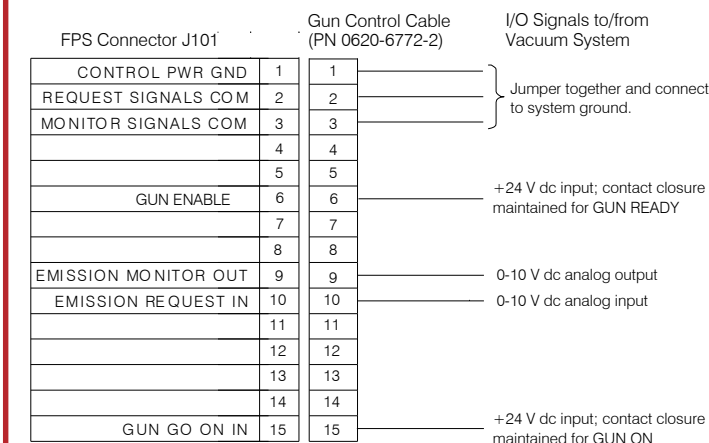 FPS Connector J101
Gun Control Cable
(PN 0620-6772-2)
I/O Signals to/from
Vacuum System
CONTROL PWR GND 1 1
REQUEST SIGNALS COM 2 2
MONITOR SIGNALS COM 3 3
Jumper together and connect
to system ground.
4 4
5 5
GUN ENABLE 6 6
+24 V dc input; contact closure
maintained for GUN READY
7 7
8 8
EMISSION MONITOR OUT 9 9 0-10 V dc analog output
EMISSION REQUEST IN 10 10 0-10 V dc analog input
11 11
12 12
13 13
14 14
GUN GO ON IN 15 15
+24 V dc input; contact closure
maintained for GUN ON